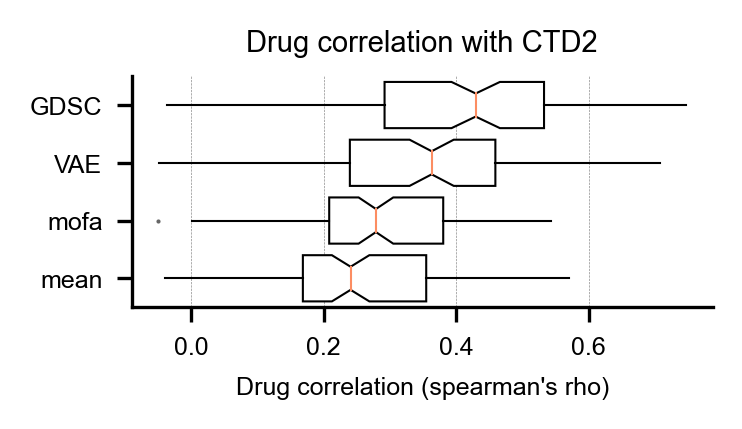 Drug correlation with CTD2
GDSC
VAE
mofa
mean
0.0 0.2 0.4 0.6
Drug correlation (spearman's rho)